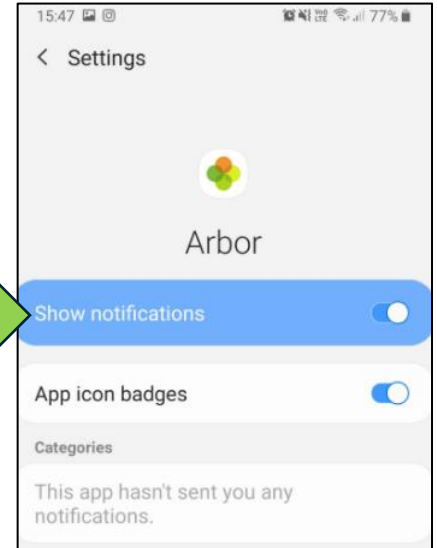 15:47 77%
< Settings
Arbor
Show notifications
App icon badges
Categories
This app hasn't sent you any
notifications.